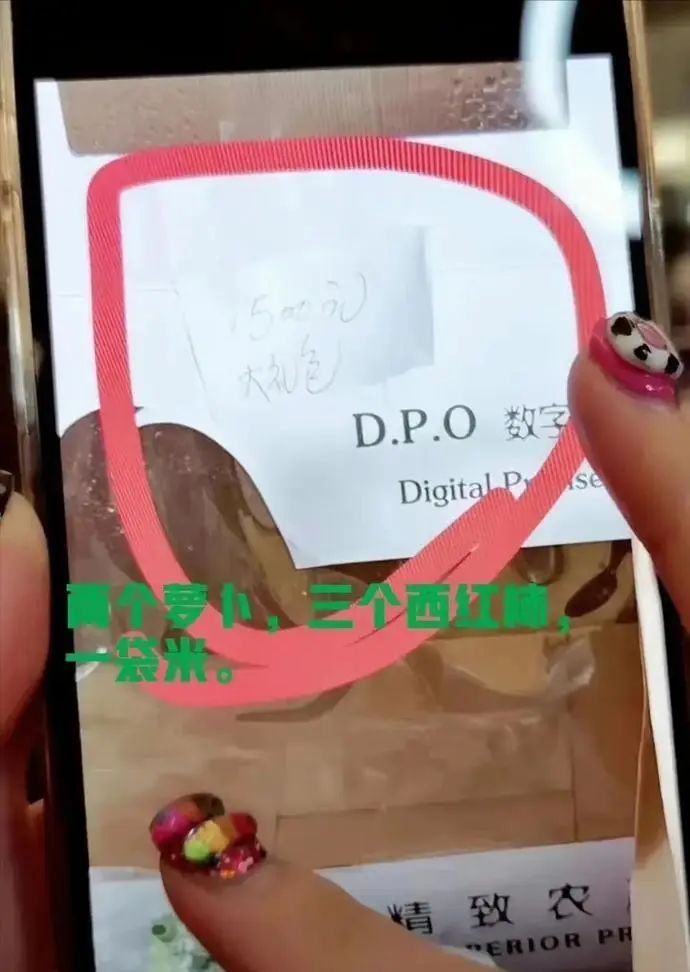 1500元
大礼包
D.P.O 数字
Digital
两个萝卜，三个西红柿，
一袋米。
精致农
ERIOR PR